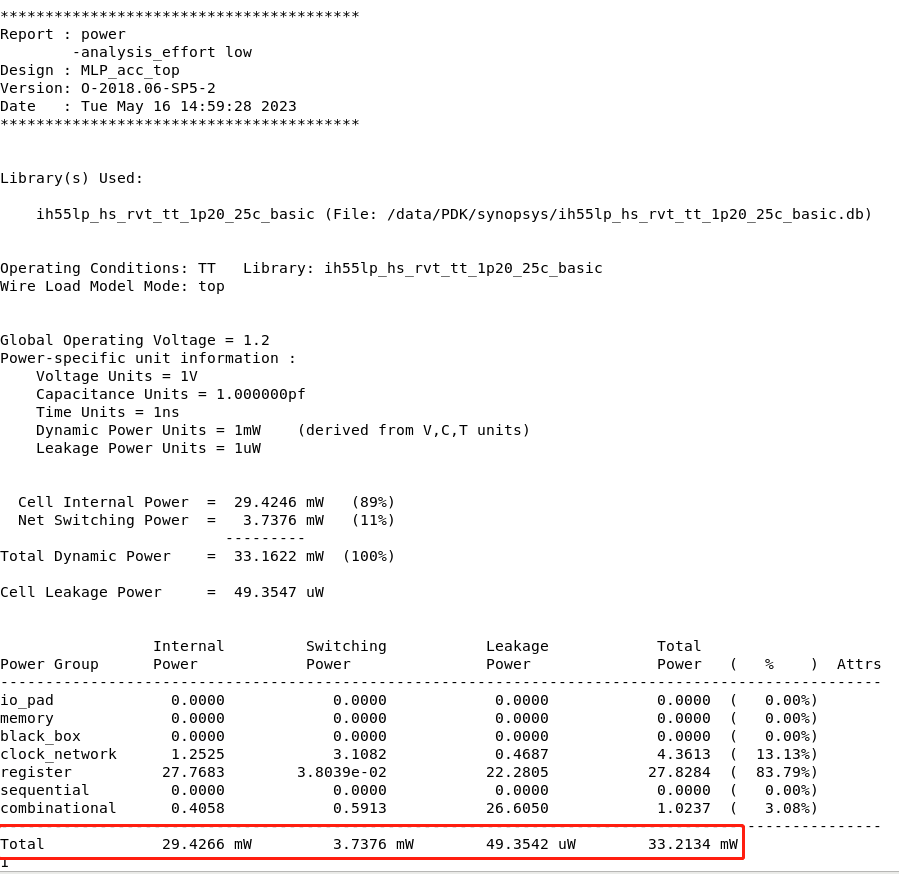 ****************************************
Report : power
        -analysis_effort low
Design : MLP_acc_top
Version: O-2018.06-SP5-2
Date   : Tue May 16 14:59:28 2023
****************************************
Library(s) Used:
    ih55lp_hs_rvt_tt_1p20_25c_basic (File: /data/PDK/synopsys/ih55lp_hs_rvt_tt_1p20_25c_basic.db)
Operating Conditions: TT   Library: ih55lp_hs_rvt_tt_1p20_25c_basic
Wire Load Model Mode: top
Global Operating Voltage = 1.2
Power-specific unit information :
    Voltage Units = 1V
    Capacitance Units = 1.000000pf
    Time Units = 1ns
    Dynamic Power Units = 1mW    (derived from V,C,T units)
    Leakage Power Units = 1uW
  Cell Internal Power  =  29.4246 mW   (89%)
  Net Switching Power  =   3.7376 mW   (11%)
                         ---------
Total Dynamic Power    =  33.1622 mW  (100%)
Cell Leakage Power     =  49.3547 uW
                 Internal         Switching           Leakage            Total
Power Group      Power            Power               Power              Power   (   %    )  Attrs
--------------------------------------------------------------------------------------------------
io_pad             0.0000            0.0000            0.0000            0.0000  (   0.00%)
memory             0.0000            0.0000            0.0000            0.0000  (   0.00%)
black_box          0.0000            0.0000            0.0000            0.0000  (   0.00%)
clock_network      1.2525            3.1082            0.4687            4.3613  (  13.13%)
register          27.7683        3.8039e-02           22.2805           27.8284  (  83.79%)
sequential         0.0000            0.0000            0.0000            0.0000  (   0.00%)
combinational      0.4058            0.5913           26.6050            1.0237  (   3.08%)
--------------------------------------------------------------------------------------------------
Total             29.4266 mW         3.7376 mW        49.3542 uW        33.2134 mW
1